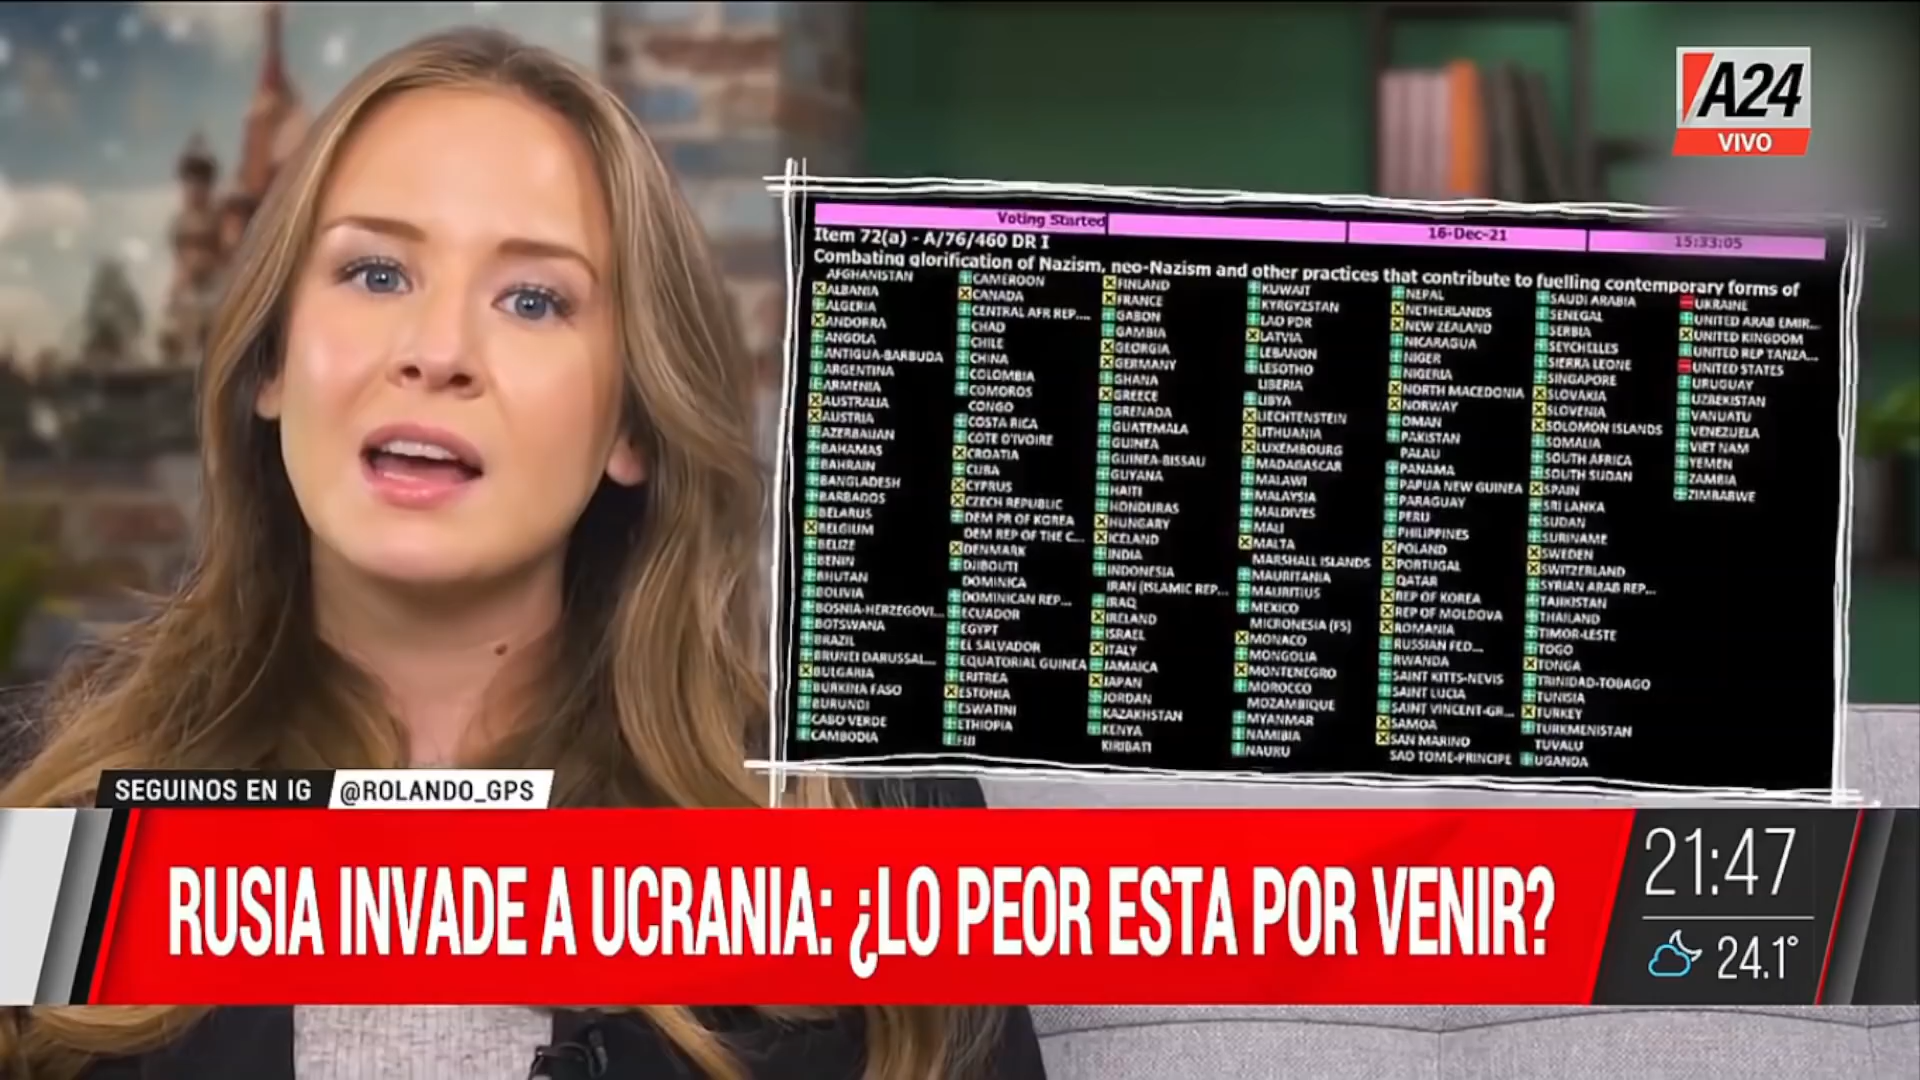 A24
VIVO
Voting Started
16-Dec-21
15:33:05
Item 72(a) - A/76/460 DR I
Combating glorification of Nazism, neo-Nazism and other practices that contribute to fuelling contemporary forms of
AFGHANISTAN
ALBANIA
ALGERIA
ANDORRA
ANGOLA
ANTIGUA-BARBUDA
ARGENTINA
ARMENIA
AUSTRALIA
AUSTRIA
AZERBAIJAN
BAHAMAS
BAHRAIN
BANGLADESH
BARBADOS
BELARUS
BELGIUM
BELIZE
BENIN
BHUTAN
BOLIVIA
BOSNIA-HERZEGOVI...
BOTSWANA
BRAZIL
BRUNEI DARUSSAL...
BULGARIA
BURKINA FASO
BURUNDI
CABO VERDE
CAMBODIA
CAMEROON
CANADA
CENTRAL AFR REP....
CHAD
CHILE
CHINA
COLOMBIA
COMOROS
CONGO
COSTA RICA
COTE D'IVOIRE
CROATIA
CUBA
CYPRUS
CZECH REPUBLIC
DEM PR OF KOREA
DEM REP OF THE C...
DENMARK
DJIBOUTI
DOMINICA
DOMINICAN REP...
ECUADOR
EGYPT
EL SALVADOR
EQUATORIAL GUINEA
ERITREA
ESTONIA
ESWATINI
ETHIOPIA
FIJI
FINLAND
FRANCE
GABON
GAMBIA
GEORGIA
GERMANY
GHANA
GREECE
GRENADA
GUATEMALA
GUINEA
GUINEA-BISSAU
GUYANA
HAITI
HONDURAS
HUNGARY
ICELAND
INDIA
INDONESIA
IRAN (ISLAMIC REP...
IRAQ
IRELAND
ISRAEL
ITALY
JAMAICA
JAPAN
JORDAN
KAZAKHSTAN
KENYA
KIRIBATI
KUWAIT
KYRGYZSTAN
LAO PDR
LATVIA
LEBANON
LESOTHO
LIBERIA
LIBYA
LIECHTENSTEIN
LITHUANIA
LUXEMBOURG
MADAGASCAR
MALAWI
MALAYSIA
MALDIVES
MALI
MALTA
MARSHALL ISLANDS
MAURITANIA
MAURITIUS
MEXICO
MICRONESIA (FS)
MONACO
MONGOLIA
MONTENEGRO
MOROCCO
MOZAMBIQUE
MYANMAR
NAMIBIA
NAURU
NEPAL
NETHERLANDS
NEW ZEALAND
NICARAGUA
NIGER
NIGERIA
NORTH MACEDONIA
NORWAY
OMAN
PAKISTAN
PALAU
PANAMA
PAPUA NEW GUINEA
PARAGUAY
PERU
PHILIPPINES
POLAND
PORTUGAL
QATAR
REP OF KOREA
REP OF MOLDOVA
ROMANIA
RUSSIAN FED...
RWANDA
SAINT KITTS-NEVIS
SAINT LUCIA
SAINT VINCENT-GR...
SAMOA
SAN MARINO
SAO TOME-PRINCIPE
SAUDI ARABIA
SENEGAL
SERBIA
SEYCHELLES
SIERRA LEONE
SINGAPORE
SLOVAKIA
SLOVENIA
SOLOMON ISLANDS
SOMALIA
SOUTH AFRICA
SOUTH SUDAN
SPAIN
SRI LANKA
SUDAN
SURINAME
SWEDEN
SWITZERLAND
SYRIAN ARAB REP...
TAJIKISTAN
THAILAND
TIMOR-LESTE
TOGO
TONGA
TRINIDAD-TOBAGO
TUNISIA
TURKEY
TURKMENISTAN
TUVALU
UGANDA
UKRAINE
UNITED ARAB EMIR...
UNITED KINGDOM
UNITED REP TANZA...
UNITED STATES
URUGUAY
UZBEKISTAN
VANUATU
VENEZUELA
VIET NAM
YEMEN
ZAMBIA
ZIMBABWE
SEGUINOS EN IG @ROLANDO_GPS
RUSIA INVADE A UCRANIA: ¿LO PEOR ESTA POR VENIR?
21:47
24.1°